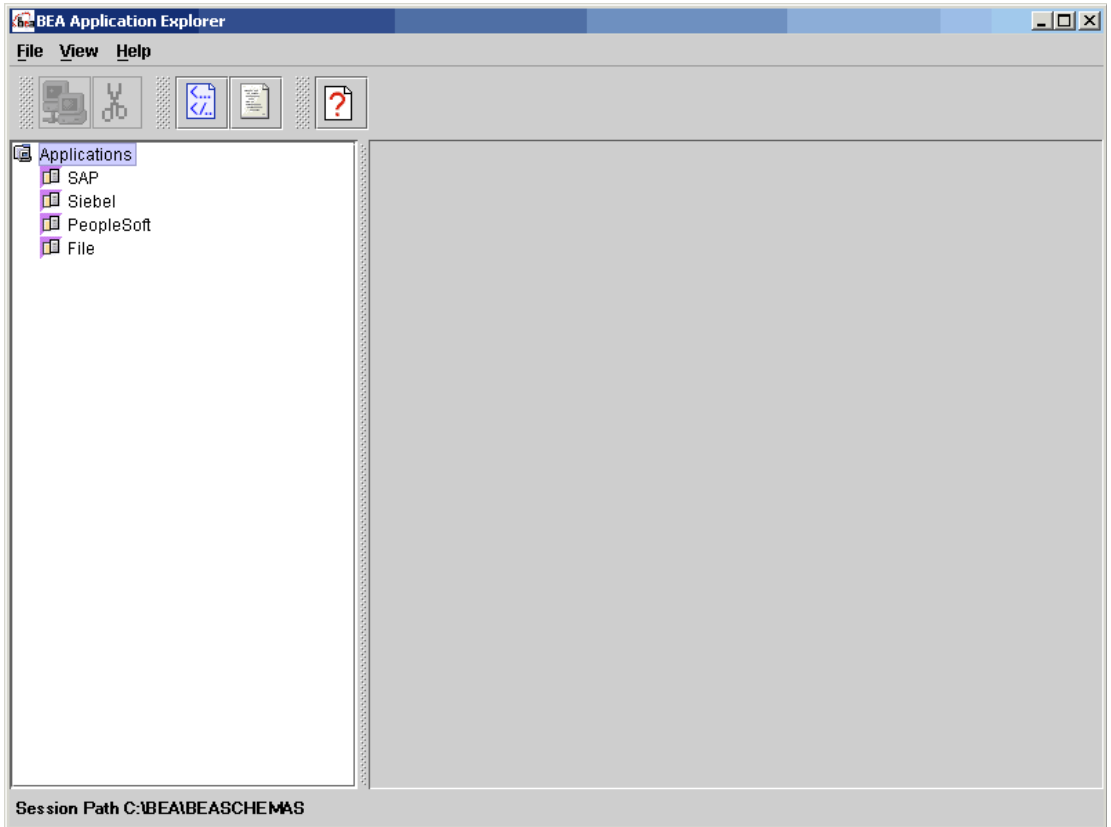 BEA Application Explorer
File View Help
Applications
SAP
Siebel
PeopleSoft
File
Session Path C:\BEA\BEASCHEMAS